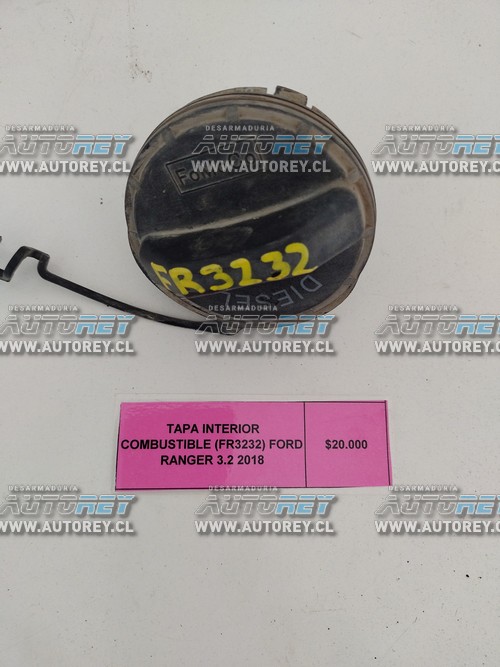 DESARMADURIA
AUTOREY
WWW.AUTOREY.CL
FR3232
DIESEL
TAPA INTERIOR
COMBUSTIBLE (FR3232) FORD
RANGER 3.2 2018
$20.000